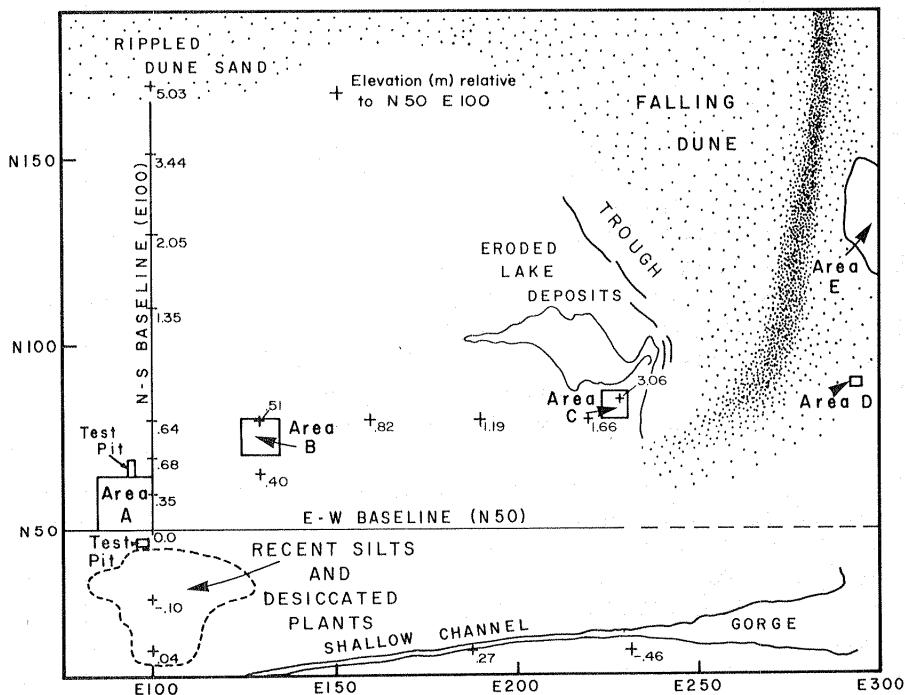 RIPPLED
DUNE SAND
5.03
Elevation (m) relative
to N 50 E 100
FALLING
DUNE
N150
3.44
N-S BASELINE (E100)
TROUGH
2.05
ERODED
LAKE
DEPOSITS
Area
E
1.35
N100
3.06
Area
C
Area D
.51
.64
Area
B
.82
1.19
1.66
Test
Pit
.68
.40
Area
A
.35
E-W BASELINE (N50)
N50
0.0
Test
Pit
RECENT SILTS
AND
DESICCATED
PLANTS
-.10
SHALLOW CHANNEL
GORGE
.04
.27
-.46
E100
E150
E200
E250
E300